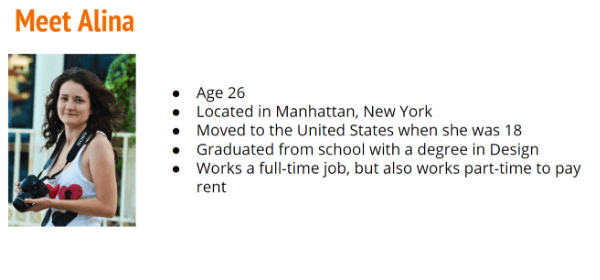 Meet Alina
● Age 26
● Located in Manhattan, New York
● Moved to the United States when she was 18
● Graduated from school with a degree in Design
● Works a full-time job, but also works part-time to pay
rent